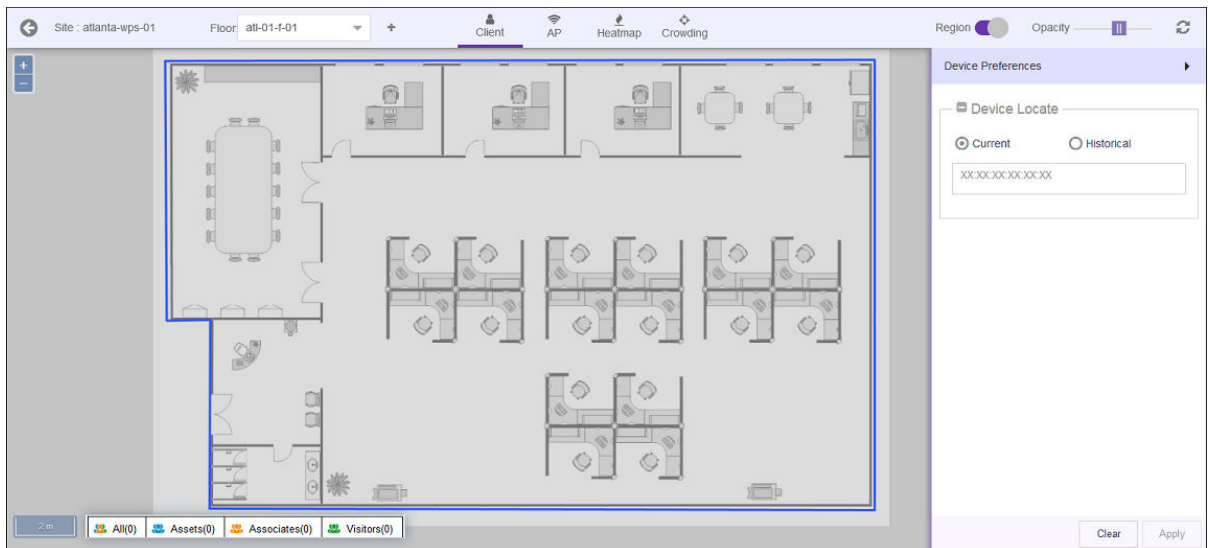 Site : atlanta-wps-01 Floor: atl-01-f-01 + Client AP Heatmap Crowding Region Opacity
+
−
Device Preferences
Device Locate
Current Historical
XX:XX:XX:XX:XX:XX
2 m All(0) Assets(0) Associates(0) Visitors(0)
Clear Apply